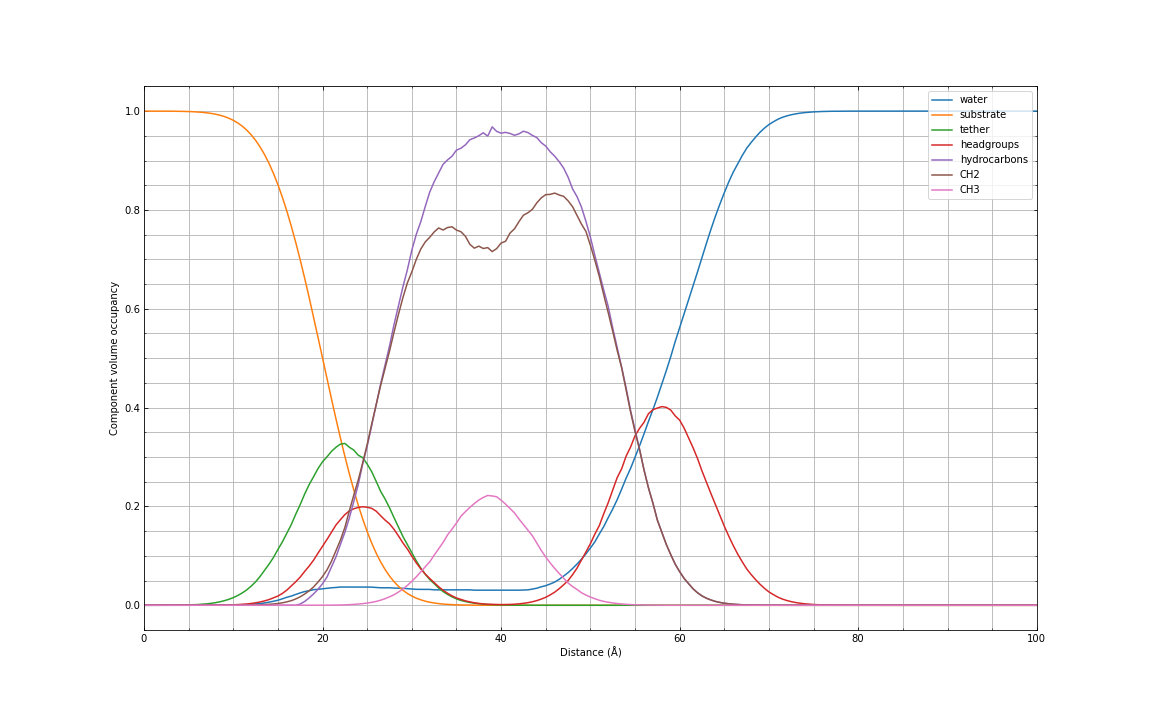 water
substrate
tether
headgroups
hydrocarbons
CH2
CH3
1.0
0.8
0.6
0.4
0.2
0.0
Component volume occupancy
0 20 40 60 80 100
Distance (Å)